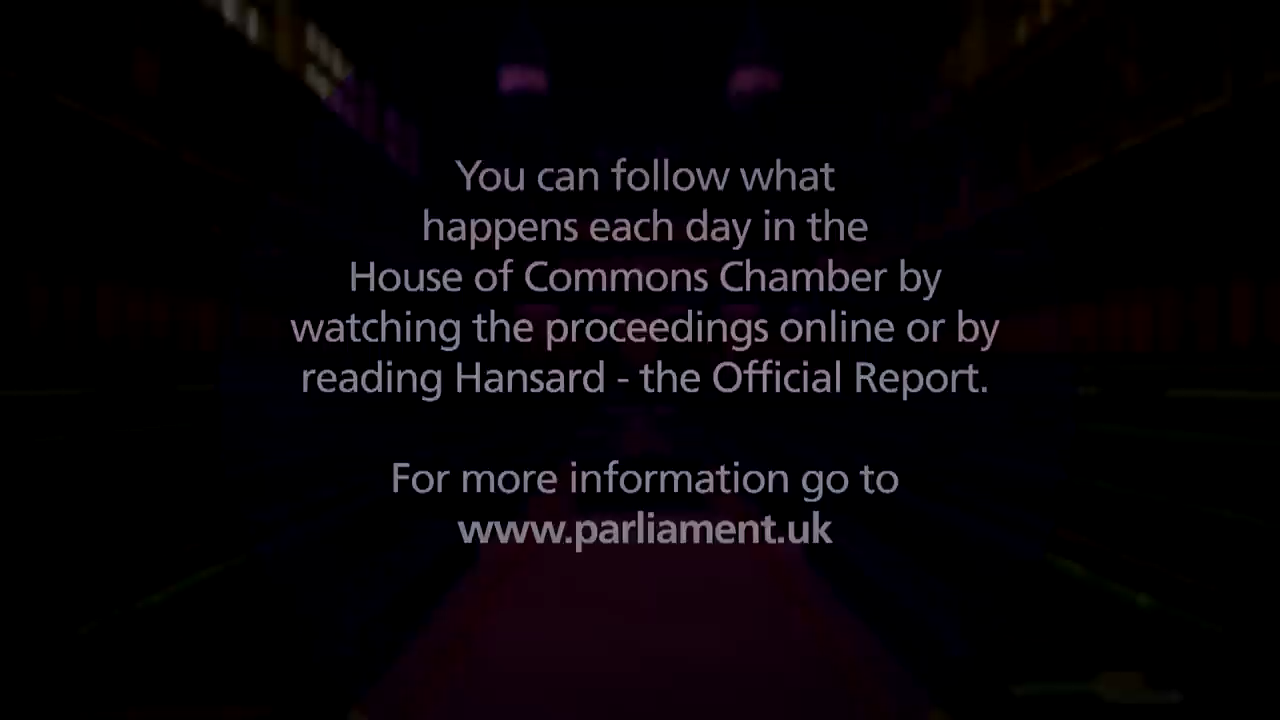 You can follow what
happens each day in the
House of Commons Chamber by
watching the proceedings online or by
reading Hansard - the Official Report.
For more information go to
www.parliament.uk